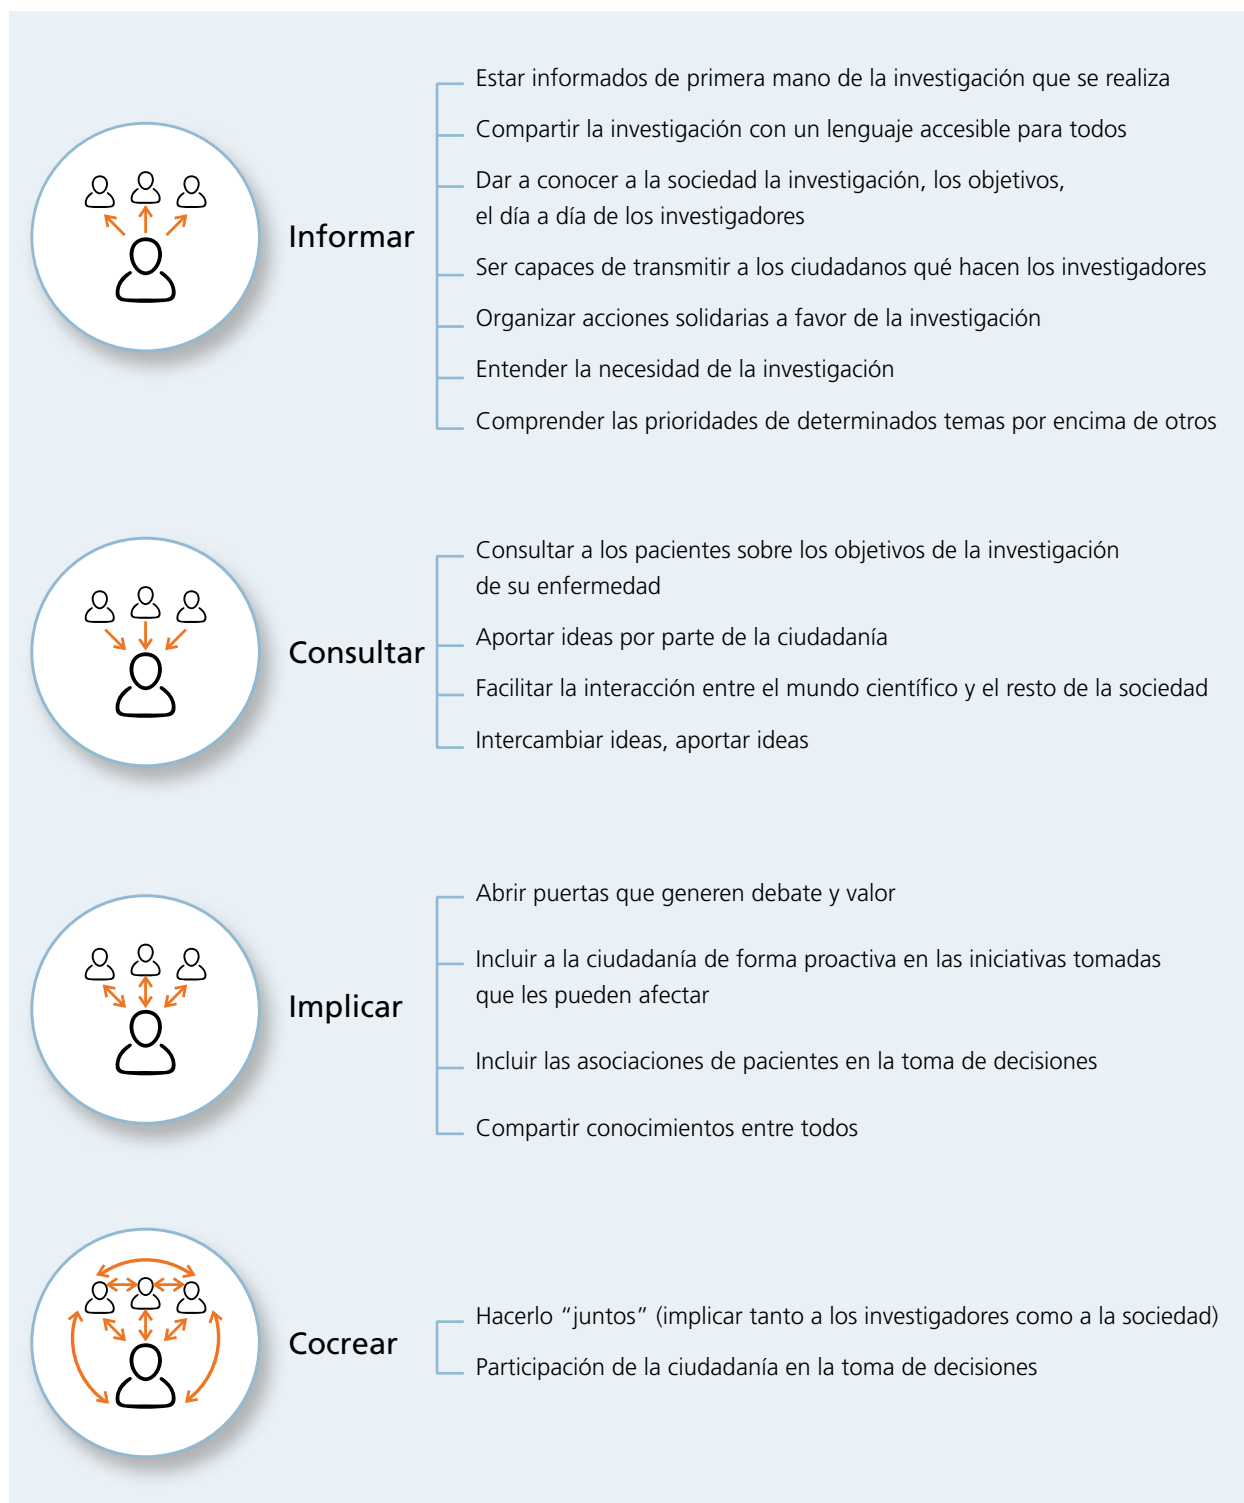 Informar
Estar informados de primera mano de la investigación que se realiza
Compartir la investigación con un lenguaje accesible para todos
Dar a conocer a la sociedad la investigación, los objetivos,
el día a día de los investigadores
Ser capaces de transmitir a los ciudadanos qué hacen los investigadores
Organizar acciones solidarias a favor de la investigación
Entender la necesidad de la investigación
Comprender las prioridades de determinados temas por encima de otros
Consultar
Consultar a los pacientes sobre los objetivos de la investigación
de su enfermedad
Aportar ideas por parte de la ciudadanía
Facilitar la interacción entre el mundo científico y el resto de la sociedad
Intercambiar ideas, aportar ideas
Implicar
Abrir puertas que generen debate y valor
Incluir a la ciudadanía de forma proactiva en las iniciativas tomadas
que les pueden afectar
Incluir las asociaciones de pacientes en la toma de decisiones
Compartir conocimientos entre todos
Cocrear
Hacerlo “juntos” (implicar tanto a los investigadores como a la sociedad)
Participación de la ciudadanía en la toma de decisiones